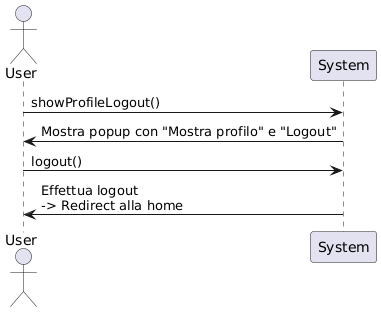 User
System
showProfileLogout()
Mostra popup con "Mostra profilo" e "Logout"
logout()
Effettua logout
-> Redirect alla home
User
System